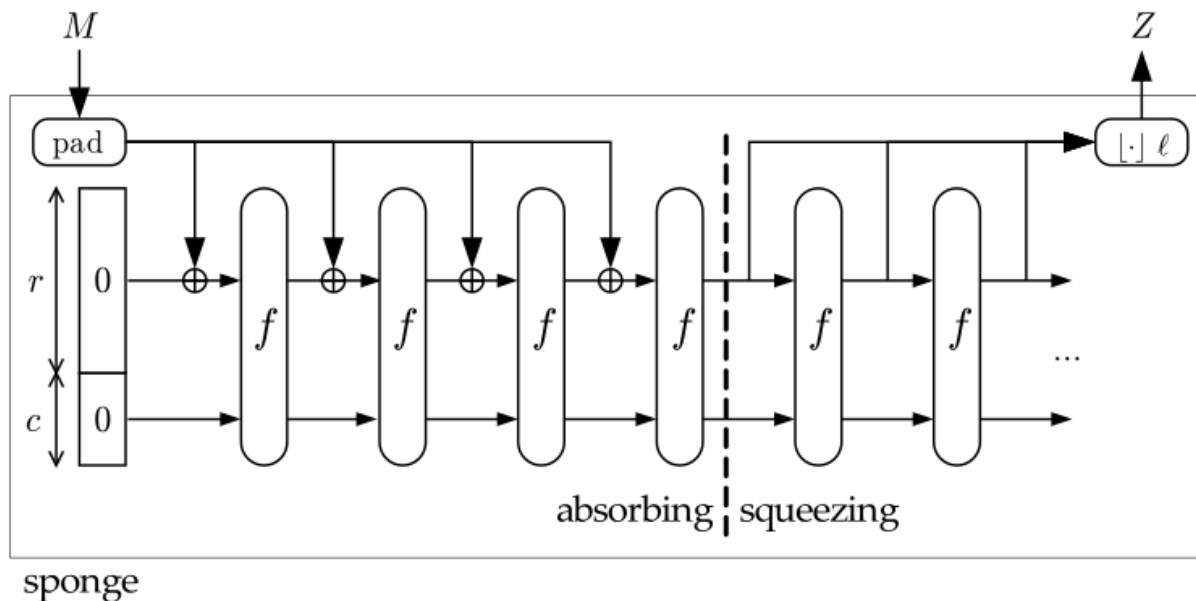 M Z
pad ⌊·⌋ ℓ
r 0 f f f f f f
...
c 0
absorbing squeezing
sponge